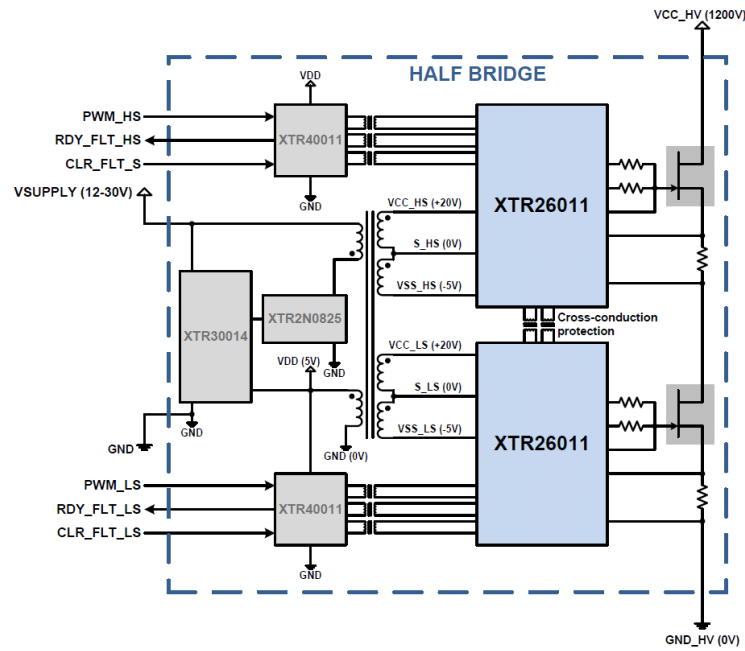 VCC_HV (1200V)
HALF BRIDGE
VDD
PWM_HS
RDY_FLT_HS
CLR_FLT_S
XTR40011
GND
VSUPPLY (12-30V)
VCC_HS (+20V)
S_HS (0V)
VSS_HS (-5V)
XTR26011
XTR30014
XTR2N0825
GND
VDD (5V)
Cross-conduction
protection
VCC_LS (+20V)
S_LS (0V)
VSS_LS (-5V)
GND
GND
GND (0V)
XTR26011
PWM_LS
RDY_FLT_LS
CLR_FLT_LS
XTR40011
GND
GND_HV (0V)